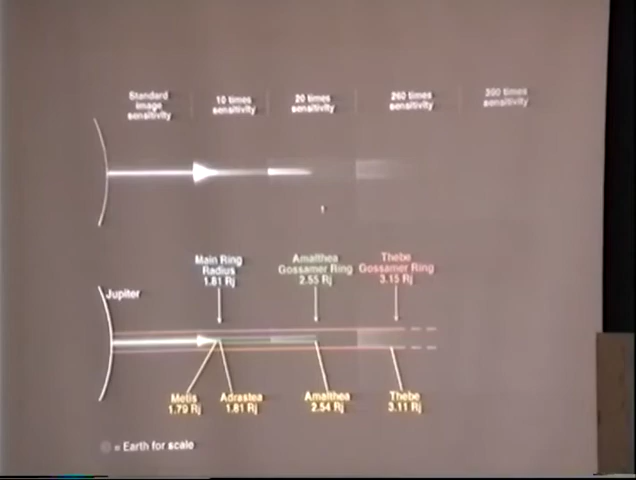 Standard
image
sensitivity
10 times
sensitivity
20 times
sensitivity
260 times
sensitivity
300 times
sensitivity
Main Ring
Radius
1.81 Rj
Amalthea
Gossamer Ring
2.55 Rj
Thebe
Gossamer Ring
3.15 Rj
Jupiter
Metis
1.79 Rj
Adrastea
1.81 Rj
Amalthea
2.54 Rj
Thebe
3.11 Rj
= Earth for scale